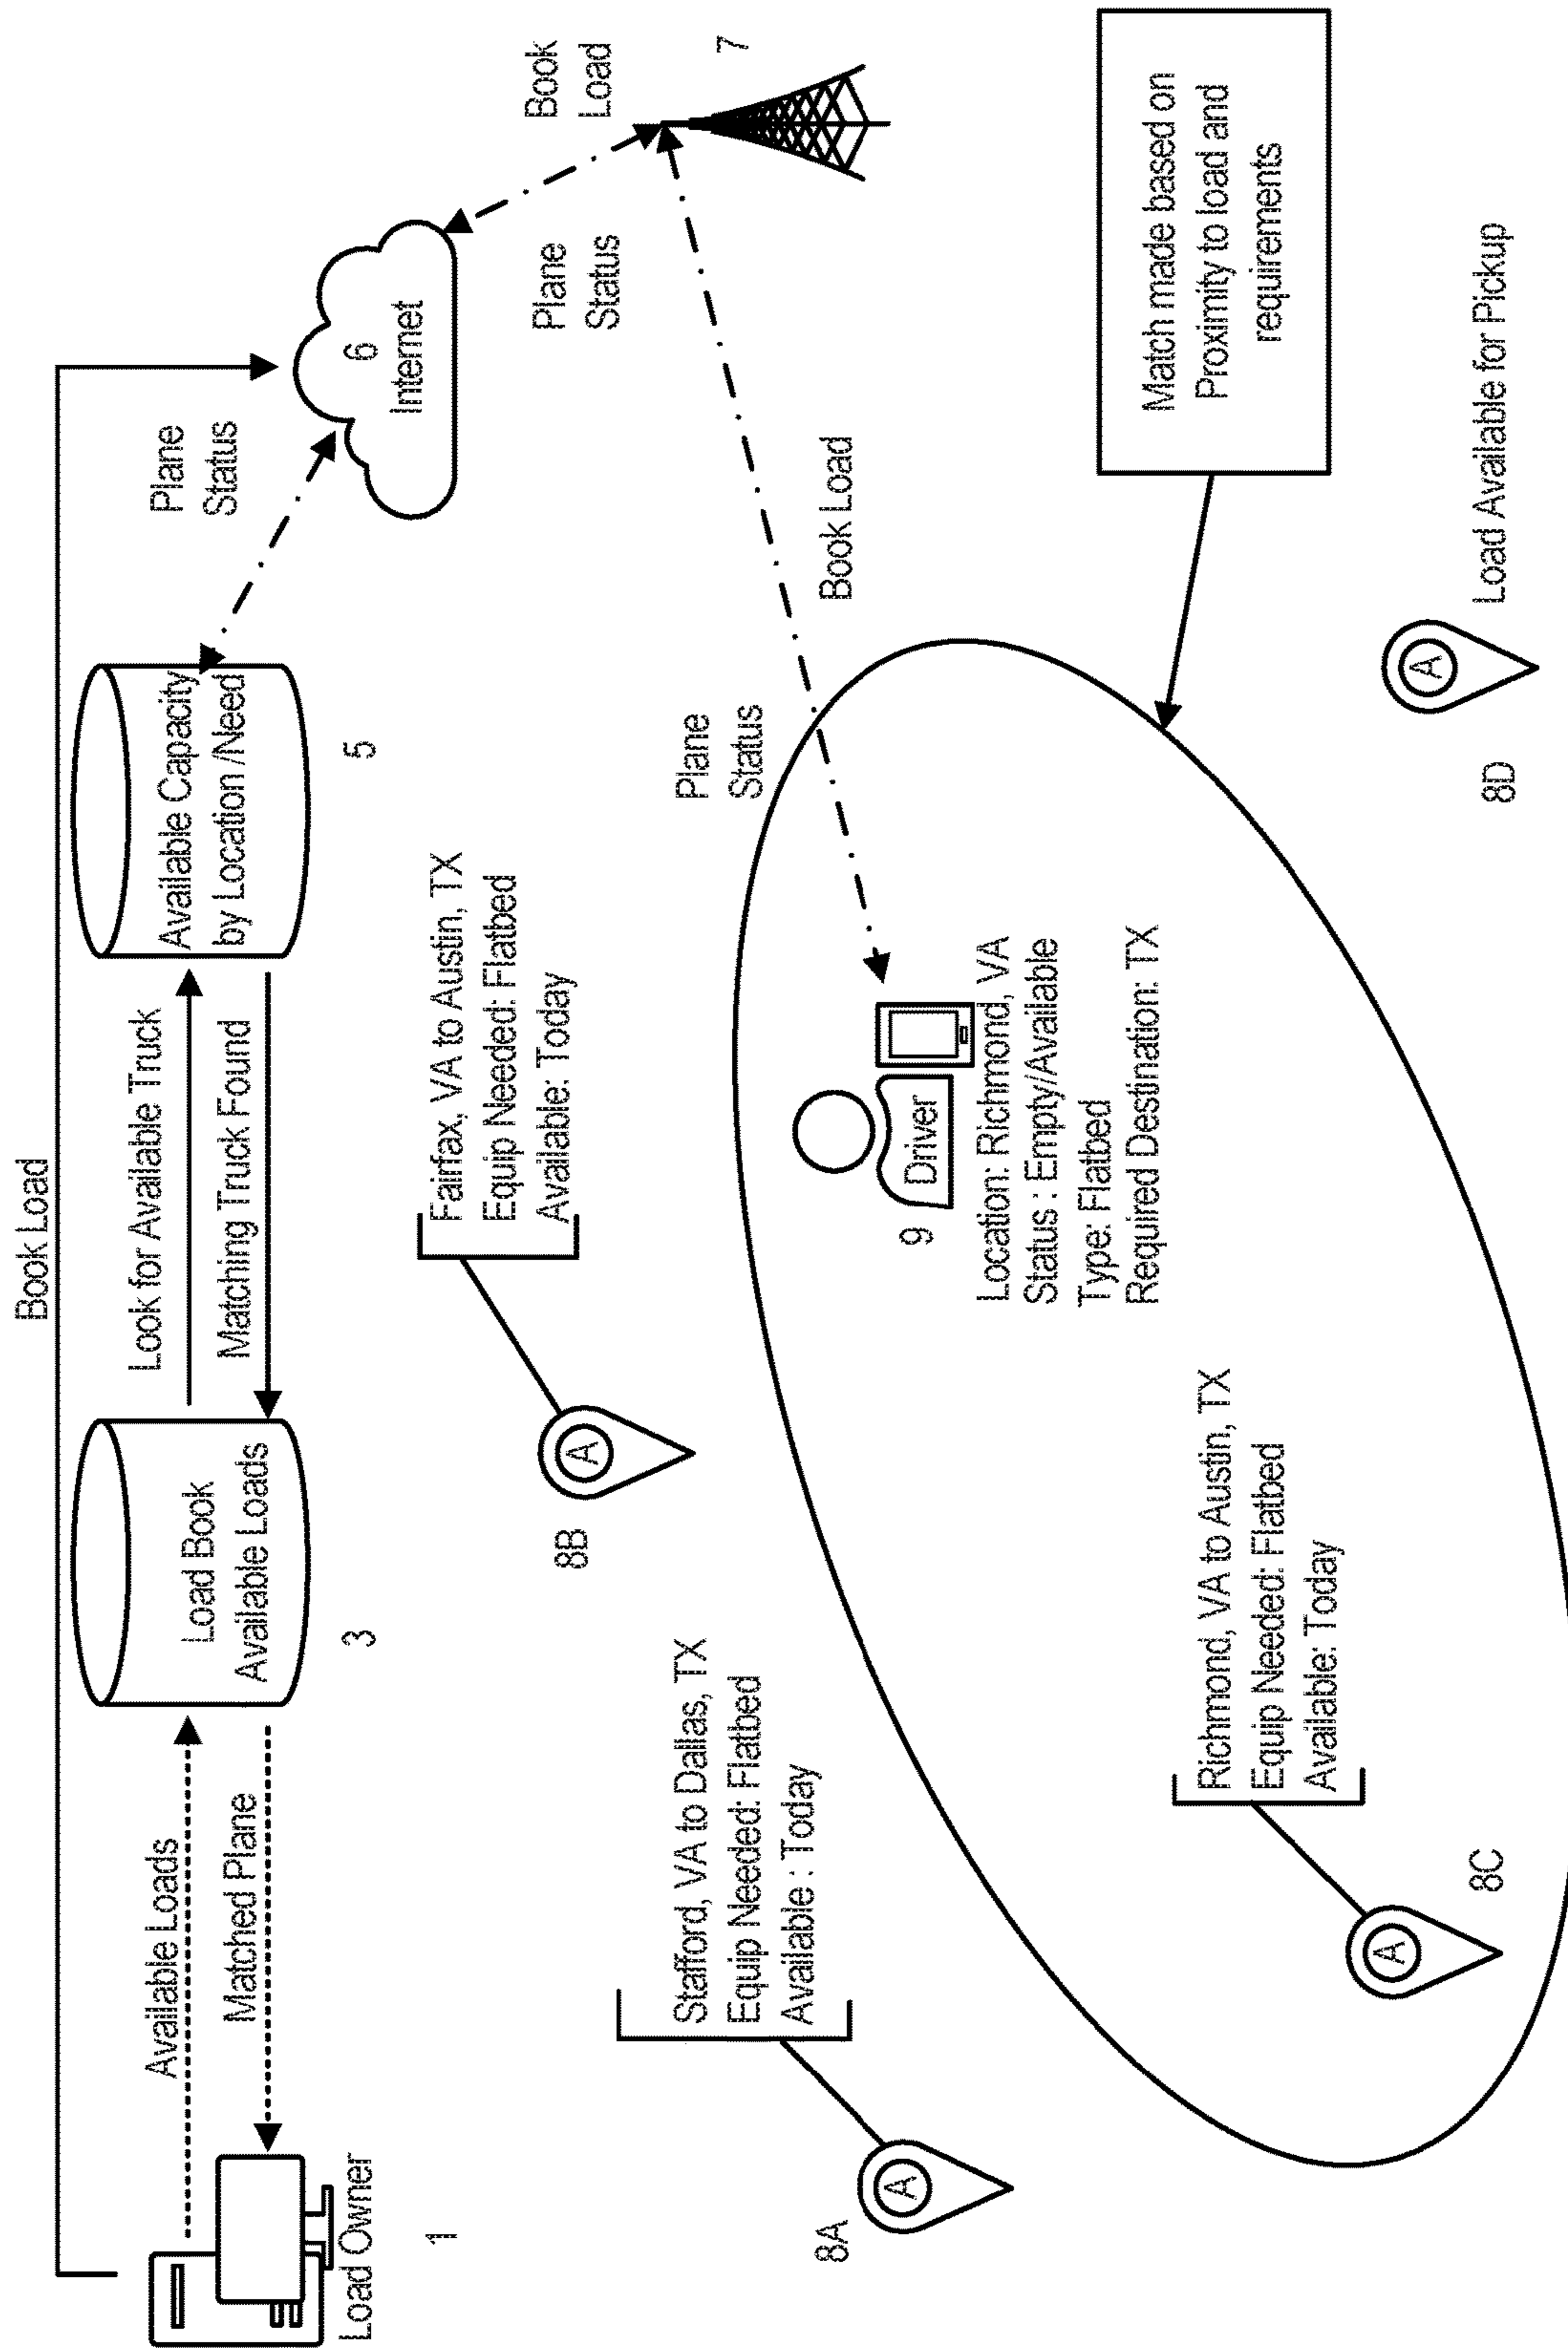 Book Load
Available Loads
Matched Plane
Load Owner
1
Load Book
Available Loads
3
Look for Available Truck
Matching Truck Found
Available Capacity
by Location /Need
5
Plane
Status
6
Internet
Book
Load
7
Plane
Status
Fairfax, VA to Austin, TX
Equip Needed: Flatbed
Available: Today
A
8B
Stafford, VA to Dallas, TX
Equip Needed: Flatbed
Available : Today
A
8A
Plane
Status
Book Load
Driver
9
Location: Richmond, VA
Status : Empty/Available
Type: Flatbed
Required Destination: TX
Richmond, VA to Austin, TX
Equip Needed: Flatbed
Available: Today
A
8C
Match made based on
Proximity to load and
requirements
A
8D
Load Available for Pickup